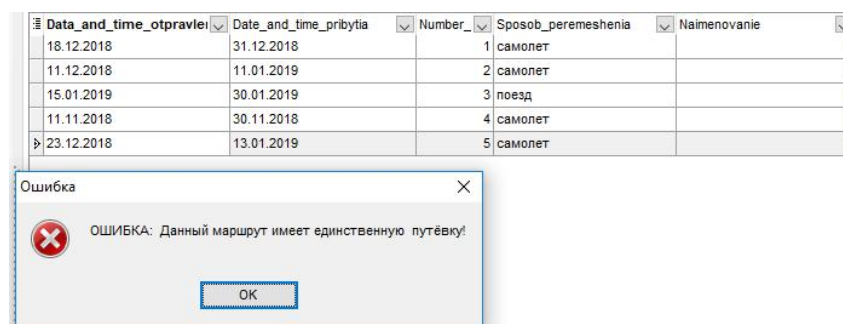 Data_and_time_otpravlei Date_and_time_pribytia Number_ Sposob_peremeshenia Naimenovanie
18.12.2018 31.12.2018 1 самолет
11.12.2018 11.01.2019 2 самолет
15.01.2019 30.01.2019 3 поезд
11.11.2018 30.11.2018 4 самолет
23.12.2018 13.01.2019 5 самолет
Ошибка
ОШИБКА: Данный маршрут имеет единственную путёвку!
OK